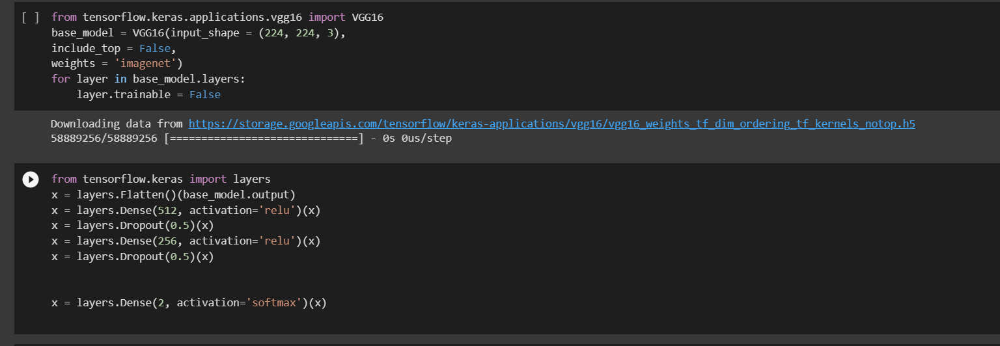 [ ] from tensorflow.keras.applications.vgg16 import VGG16
base_model = VGG16(input_shape = (224, 224, 3),
include_top = False,
weights = 'imagenet')
for layer in base_model.layers:
    layer.trainable = False
Downloading data from https://storage.googleapis.com/tensorflow/keras-applications/vgg16/vgg16_weights_tf_dim_ordering_tf_kernels_notop.h5
58889256/58889256 [==============================] - 0s 0us/step
from tensorflow.keras import layers
x = layers.Flatten()(base_model.output)
x = layers.Dense(512, activation='relu')(x)
x = layers.Dropout(0.5)(x)
x = layers.Dense(256, activation='relu')(x)
x = layers.Dropout(0.5)(x)
x = layers.Dense(2, activation='softmax')(x)